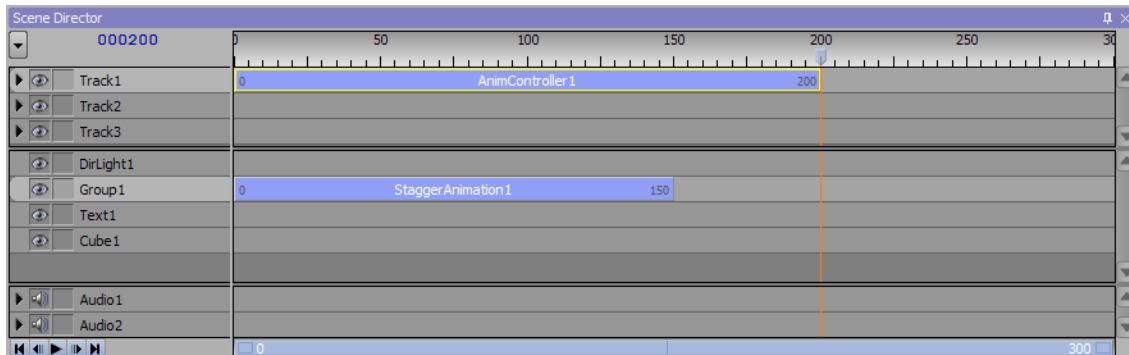 Scene Director
000200 0 50 100 150 200 250 30
Track1 0 AnimController1 200
Track2
Track3
DirLight1
Group1 0 StaggerAnimation1 150
Text1
Cube1
Audio1
Audio2
0 300